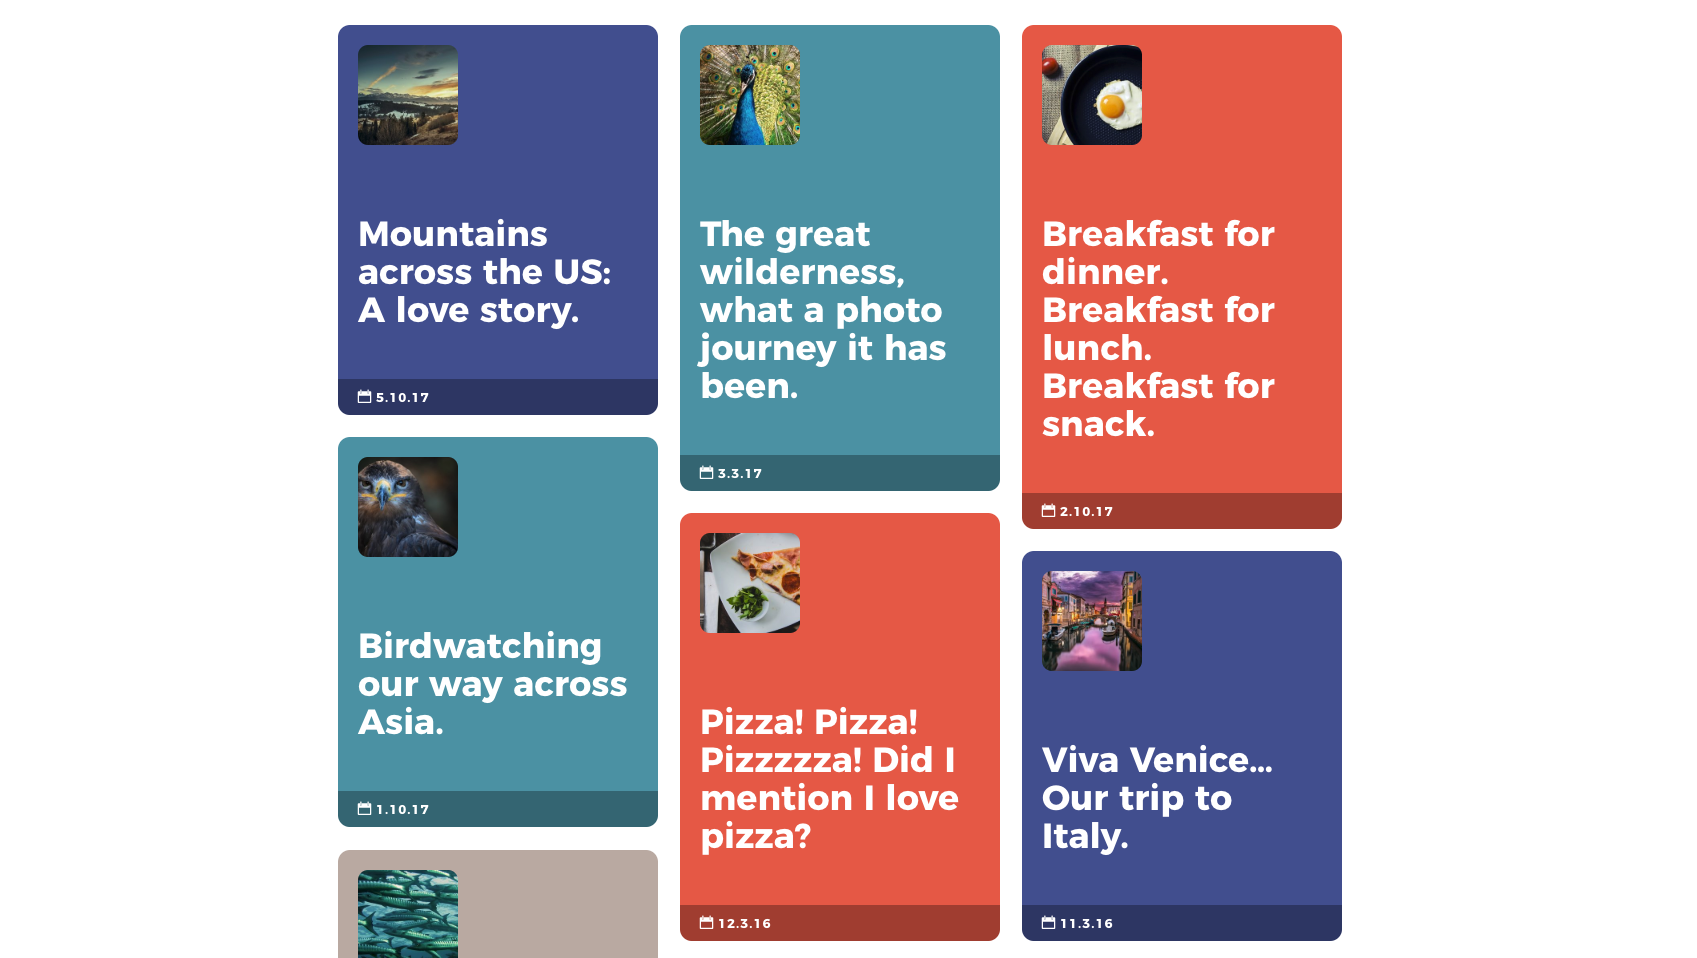 Mountains
across the US:
A love story.
5.10.17
The great
wilderness,
what a photo
journey it has
been.
3.3.17
Breakfast for
dinner.
Breakfast for
lunch.
Breakfast for
snack.
2.10.17
Birdwatching
our way across
Asia.
1.10.17
Pizza! Pizza!
Pizzzzza! Did I
mention I love
pizza?
12.3.16
Viva Venice...
Our trip to
Italy.
11.3.16